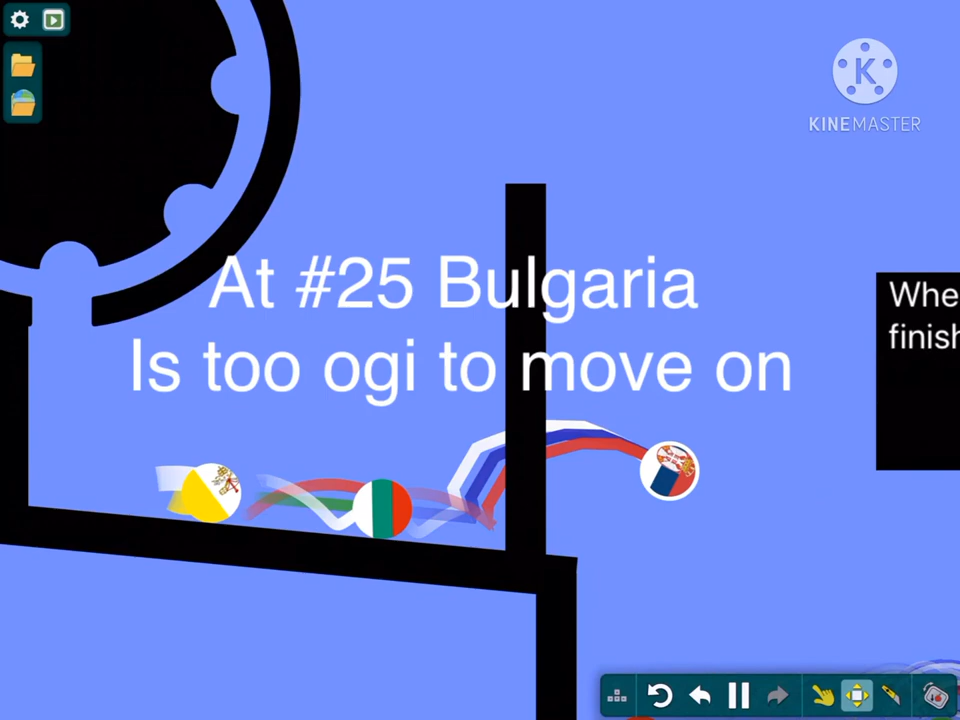 K
KINEMASTER
At #25 Bulgaria
Is too ogi to move on
Whe
finish